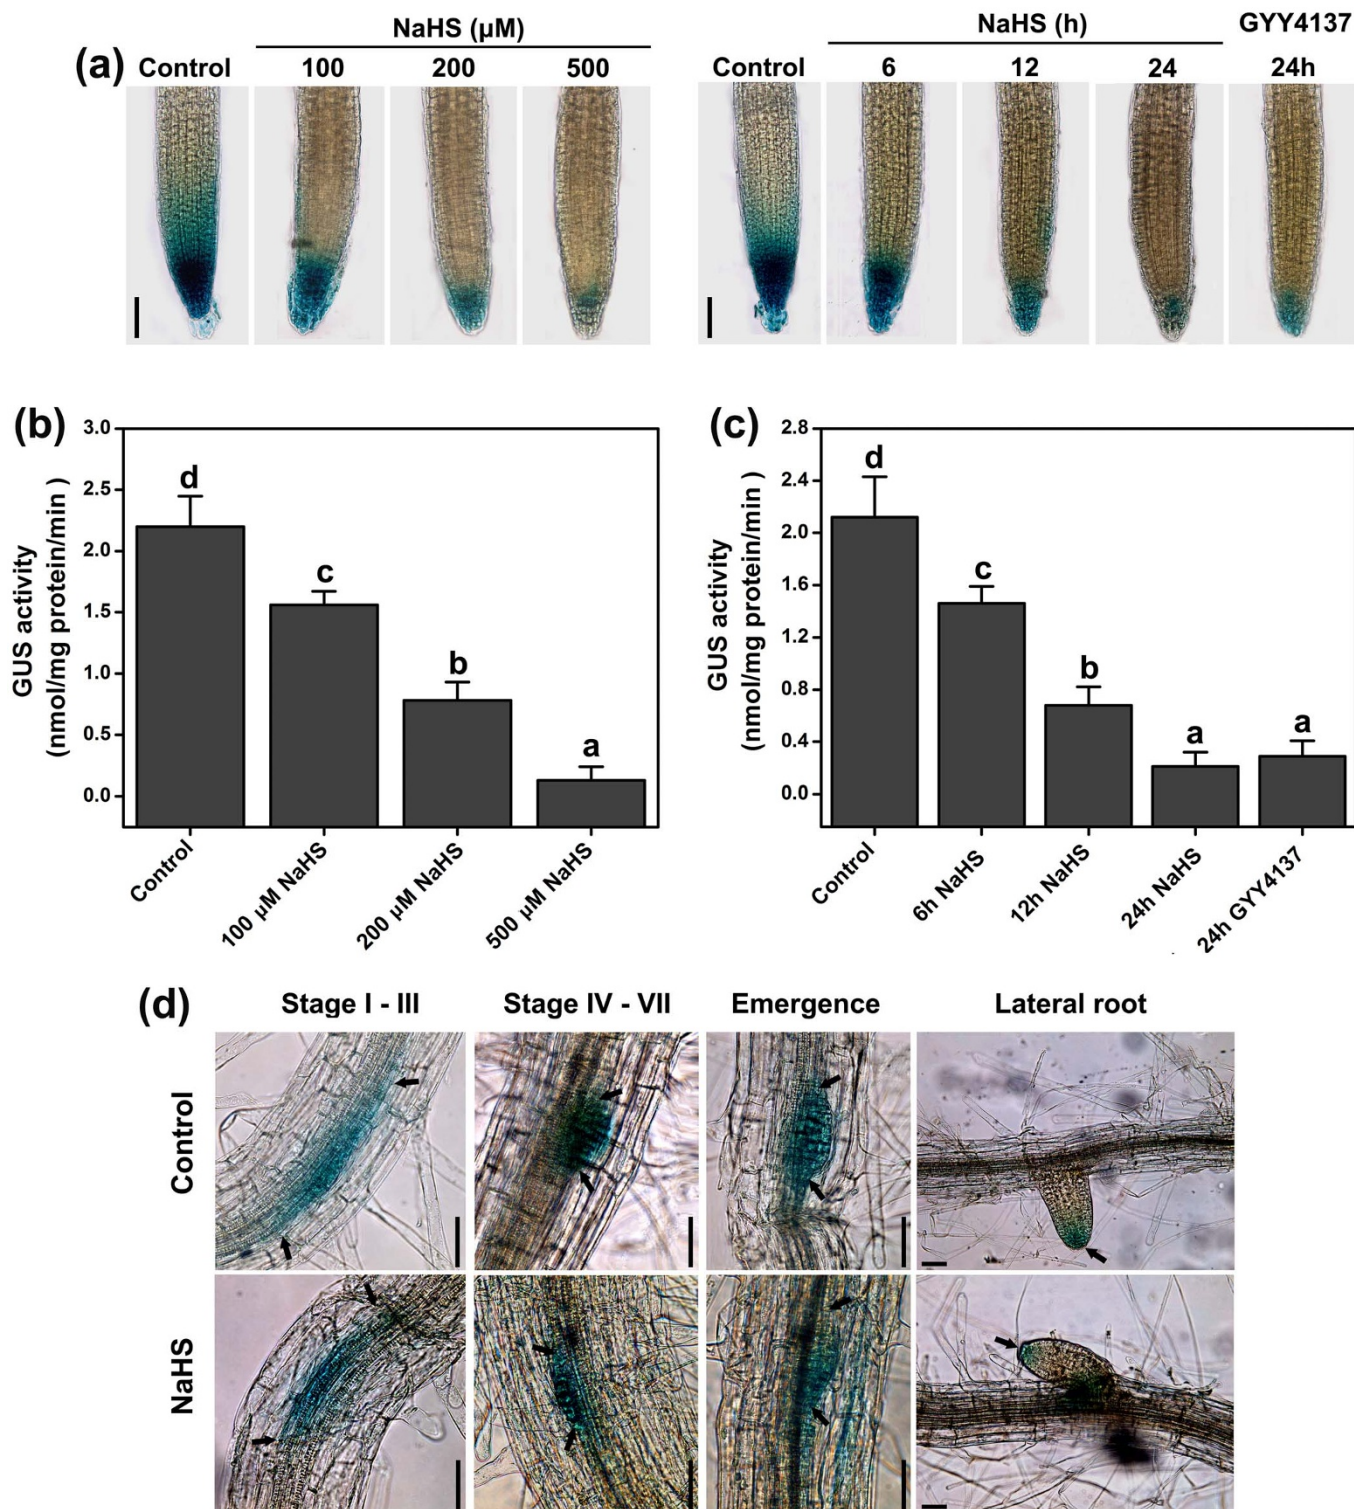 (a)
NaHS (µM)
Control 100 200 500
NaHS (h) GYY4137
Control 6 12 24 24h
(b)
GUS activity
(nmol/mg protein/min )
3.0
2.5
2.0
1.5
1.0
0.5
0.0
d
c
b
a
Control
100 µM NaHS
200 µM NaHS
500 µM NaHS
(c)
GUS activity
(nmol/mg protein/min )
2.8
2.4
2.0
1.6
1.2
0.8
0.4
0.0
d
c
b
a
a
Control
6h NaHS
12h NaHS
24h NaHS
24h GYY4137
(d)
Stage I - III Stage IV - VII Emergence Lateral root
Control
NaHS